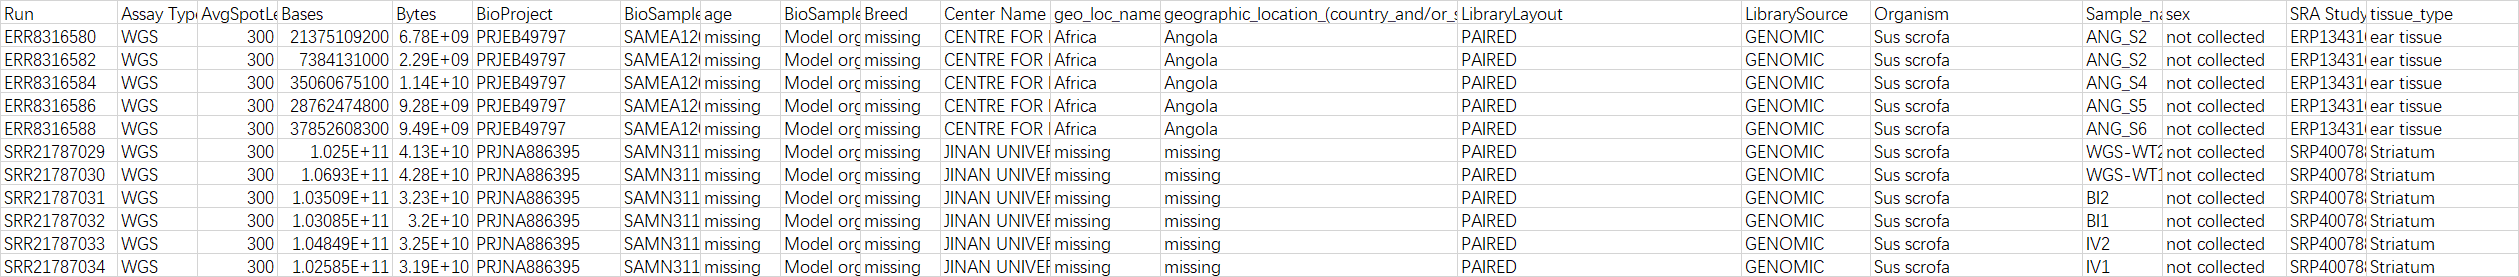 Run Assay Type AvgSpotLe Bases Bytes BioProject BioSample age BioSample Breed Center Name geo_loc_name geographic_location_(country_and/or_s LibraryLayout LibrarySource Organism Sample_na sex SRA Study tissue_type
ERR8316580 WGS 300 21375109200 6.78E+09 PRJEB49797 SAMEA120 missing Model org missing CENTRE FOR Africa Angola PAIRED GENOMIC Sus scrofa ANG_S2 not collected ERP13431 ear tissue
ERR8316582 WGS 300 7384131000 2.29E+09 PRJEB49797 SAMEA120 missing Model org missing CENTRE FOR Africa Angola PAIRED GENOMIC Sus scrofa ANG_S2 not collected ERP13431 ear tissue
ERR8316584 WGS 300 35060675100 1.14E+10 PRJEB49797 SAMEA120 missing Model org missing CENTRE FOR Africa Angola PAIRED GENOMIC Sus scrofa ANG_S4 not collected ERP13431 ear tissue
ERR8316586 WGS 300 28762474800 9.28E+09 PRJEB49797 SAMEA120 missing Model org missing CENTRE FOR Africa Angola PAIRED GENOMIC Sus scrofa ANG_S5 not collected ERP13431 ear tissue
ERR8316588 WGS 300 37852608300 9.49E+09 PRJEB49797 SAMEA120 missing Model org missing CENTRE FOR Africa Angola PAIRED GENOMIC Sus scrofa ANG_S6 not collected ERP13431 ear tissue
SRR21787029 WGS 300 1.025E+11 4.13E+10 PRJNA886395 SAMN311 missing Model org missing JINAN UNIVER missing missing PAIRED GENOMIC Sus scrofa WGS-WT2 not collected SRP40078 Striatum
SRR21787030 WGS 300 1.0693E+11 4.28E+10 PRJNA886395 SAMN311 missing Model org missing JINAN UNIVER missing missing PAIRED GENOMIC Sus scrofa WGS-WT1 not collected SRP40078 Striatum
SRR21787031 WGS 300 1.03509E+11 3.23E+10 PRJNA886395 SAMN311 missing Model org missing JINAN UNIVER missing missing PAIRED GENOMIC Sus scrofa BI2 not collected SRP40078 Striatum
SRR21787032 WGS 300 1.03085E+11 3.2E+10 PRJNA886395 SAMN311 missing Model org missing JINAN UNIVER missing missing PAIRED GENOMIC Sus scrofa BI1 not collected SRP40078 Striatum
SRR21787033 WGS 300 1.04849E+11 3.25E+10 PRJNA886395 SAMN311 missing Model org missing JINAN UNIVER missing missing PAIRED GENOMIC Sus scrofa IV2 not collected SRP40078 Striatum
SRR21787034 WGS 300 1.02585E+11 3.19E+10 PRJNA886395 SAMN311 missing Model org missing JINAN UNIVER missing missing PAIRED GENOMIC Sus scrofa IV1 not collected SRP40078 Striatum